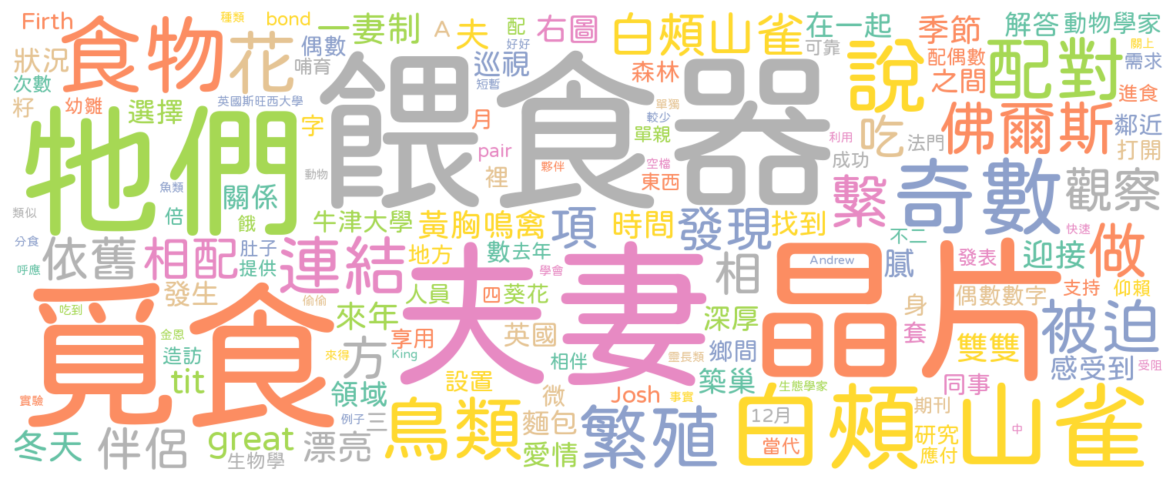 Firth
種類
bond
一妻制
A
夫
配
好好
右圖
白頰山雀
在一起
可靠
季節
解答
動物學家
關上
需求
狀況
次數
食物
花
偶數
哺育
巡視
短暫
森林
說
配偶數
之間
配對
進食
籽
幼雛
選擇
英國斯旺西大學
字
餵食器
月
單獨
較少
單親
吃
利用
法門
佛爾斯
鄰近
打開
牠們
pair
裡
夥伴
空檔
東西
成功
繫
奇數
觀察
動物
魚類
類似
倍
關係
餓
牛津大學
黃胸鳴禽
項
時間
發現
找到
不二
快速
分食
呼應
依舊
相配
肚子
提供
連結
地方
數
去年
學會
夫妻
相
Andrew
晶片
膩
發表
迎接
做
覓食
發生
偷偷
人員
四
葵花
來年
享用
英國
深厚
身
偶數數字
支持
仰賴
被迫
吃到
金恩
造訪
tit
來得
King
方
相伴
靈長類
鄉間
套
雙雙
感受到
受阻
實驗
領域
例子
三
設置
微
Josh
事實
築巢
生態學家
同事
冬天
伴侶
great
生物學
漂亮
鳥類
麵包
愛情
繁殖
12月
當代
白頰山雀
期刊
研究
應付
中